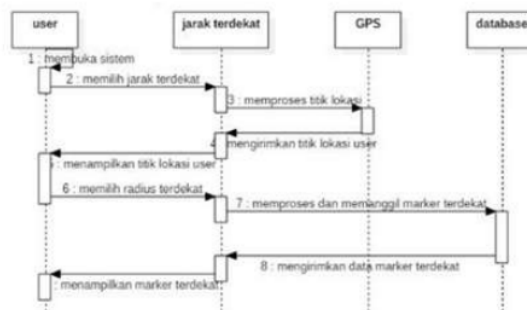 user
jarak terdekat
GPS
database
1 : membuka sistem
2 : memilih jarak terdekat
3 : memproses titik lokasi
4 mengirimkan titik lokasi user
: menampilkan titik lokasi user
6 : memilih radius terdekat
7 : memproses dan memanggil marker terdekat
8 : mengirimkan data marker terdekat
: menampilkan marker terdekat